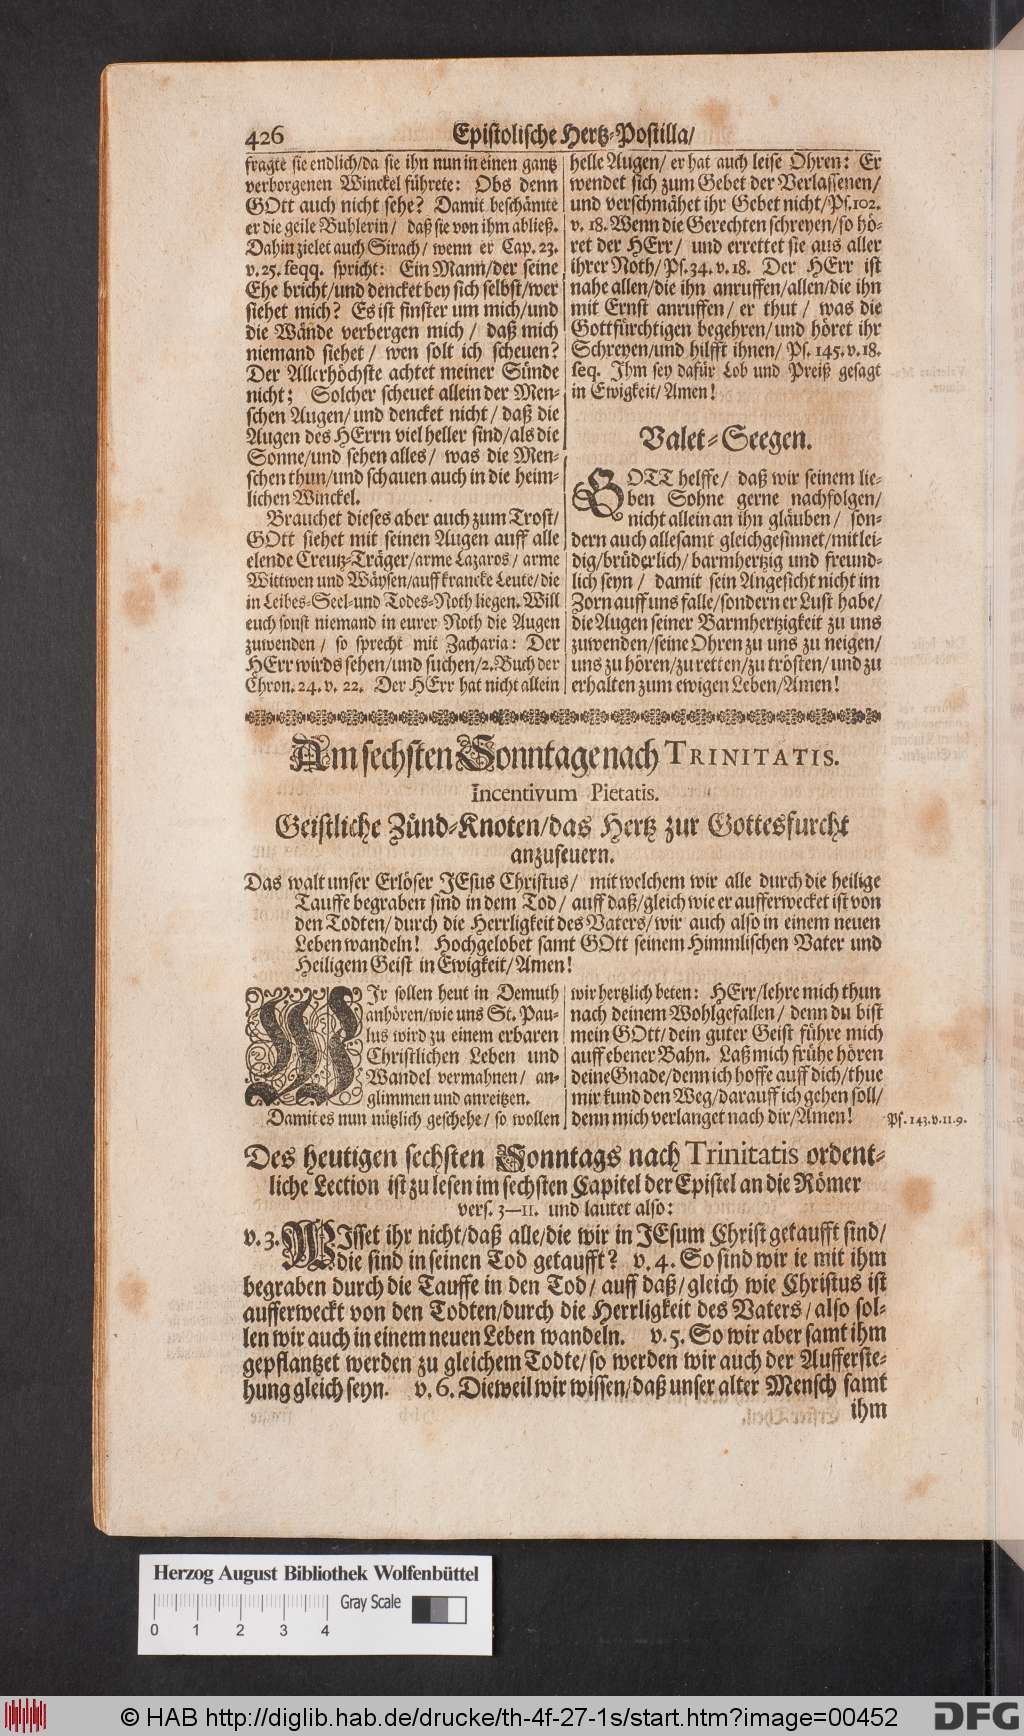 426 Epistolische Hertz-Postilla/
fragte sie endlich/da sie ihn nun in einen gantz
verborgenen Winckel führete: Obs denn
GOtt auch nicht sehe? Damit beschämte
er die geile Buhlerin/ daß sie von ihm abließ.
Dahin zielet auch Sirach/ wenn er Cap. 23.
v. 25. seqq. spricht: Ein Mann/der seine
Ehe bricht/und dencket bey sich selbst/wer
siehet mich? Es ist finster um mich/und
die Wände verbergen mich/ daß mich
niemand siehet/ wen solt ich scheuen?
Der Allerhöchste achtet meiner Sünde
nicht; Solcher scheuet allein der Men-
schen Augen/und dencket nicht/ daß die
Augen des HErrn viel heller sind/als die
Sonne/und sehen alles/ was die Men-
schen thun/und schauen auch in die heim-
lichen Winckel.
Brauchet dieses aber auch zum Trost/
GOtt siehet mit seinen Augen auff alle
elende Creutz-Träger/arme Lazaros/ arme
Wittwen und Wäysen/auff krancke Leute/die
in Leibes-Seel-und Todes-Noth liegen. Will
euch sonst niemand in eurer Noth die Augen
zuwenden/ so sprecht mit Zacharia: Der
HErr wirds sehen/und suchen/2. Buch der
Chron. 24. v. 22. Der HErr hat nicht allein
helle Augen/ er hat auch leise Ohren: Er
wendet sich zum Gebet der Verlassenen/
und verschmähet ihr Gebet nicht/Ps. 102.
v. 18. Wenn die Gerechten schreyen/so hö-
ret der HErr/ und errettet sie aus aller
ihrer Noth/Ps. 34. v. 18. Der HErr ist
nahe allen/die ihn anruffen/allen/die ihn
mit Ernst anruffen/ er thut/ was die
Gottfürchtigen begehren/und höret ihr
Schreyen/und hilfft ihnen/ Ps. 145. v. 18.
seq. Ihm sey dafür Lob und Preiß gesagt
in Ewigkeit/Amen!
Valet-Seegen.
GOTT helffe/ daß wir seinem lie-
ben Sohne gerne nachfolgen/
nicht allein an ihn gläuben/ son-
dern auch allesamt gleichgesinnet/mitlei-
dig/brüderlich/ barmhertzig und freund-
lich seyn/ damit sein Angesicht nicht im
Zorn auff uns falle/sondern er Lust habe/
die Augen seiner Barmhertzigkeit zu uns
zuwenden/seine Ohren zu uns zu neigen/
uns zu hören/zu retten/zu trösten/und zu
erhalten zum ewigen Leben/Amen!
Am sechsten Sonntage nach TRINITATIS.
Incentivum Pietatis.
Geistliche Zünd-Knoten/das Hertz zur Gottesfurcht
anzufeuern.
Das walt unser Erlöser JEsus Christus/ mit welchem wir alle durch die heilige
Tauffe begraben sind in dem Tod/ auff daß/gleich wie er aufferwecket ist von
den Todten/durch die Herrligkeit des Vaters/wir auch also in einem neuen
Leben wandeln! Hochgelobet samt GOtt seinem Himmlischen Vater und
Heiligem Geist in Ewigkeit/Amen!
WIr sollen heut in Demuth
anhören/wie uns St. Pau-
lus wird zu einem erbaren
Christlichen Leben und
Wandel vermahnen/ an-
glimmen und anreitzen.
Damit es nun nützlich geschehe/ so wollen
wir hertzlich beten: HErr/lehre mich thun
nach deinem Wohlgefallen/ denn du bist
mein GOtt/dein guter Geist führe mich
auff ebener Bahn. Laß mich frühe hören
deine Gnade/denn ich hoffe auff dich/thue
mir kund den Weg/darauff ich gehen soll/
denn mich verlanget nach dir/Amen!
Ps. 143. v. 11. 9.
Des heutigen sechsten Sonntags nach Trinitatis ordent-
liche Lection ist zu lesen im sechsten Capitel der Epistel an die Römer
vers. 3—11. und lautet also:
v. 3. WIsset ihr nicht/daß alle/die wir in JEsum Christ getaufft sind/
die sind in seinen Tod getaufft? v. 4. So sind wir ie mit ihm
begraben durch die Tauffe in den Tod/ auff daß/gleich wie Christus ist
aufferweckt von den Todten/durch die Herrligkeit des Vaters/also sol-
len wir auch in einem neuen Leben wandeln. v. 5. So wir aber samt ihm
gepflantzet werden zu gleichem Todte/so werden wir auch der Aufferste-
hung gleich seyn. v. 6. Dieweil wir wissen/daß unser alter Mensch samt
ihm
Herzog August Bibliothek Wolfenbüttel
Gray Scale
0 1 2 3 4
© HAB http://diglib.hab.de/drucke/th-4f-27-1s/start.htm?image=00452
DFG